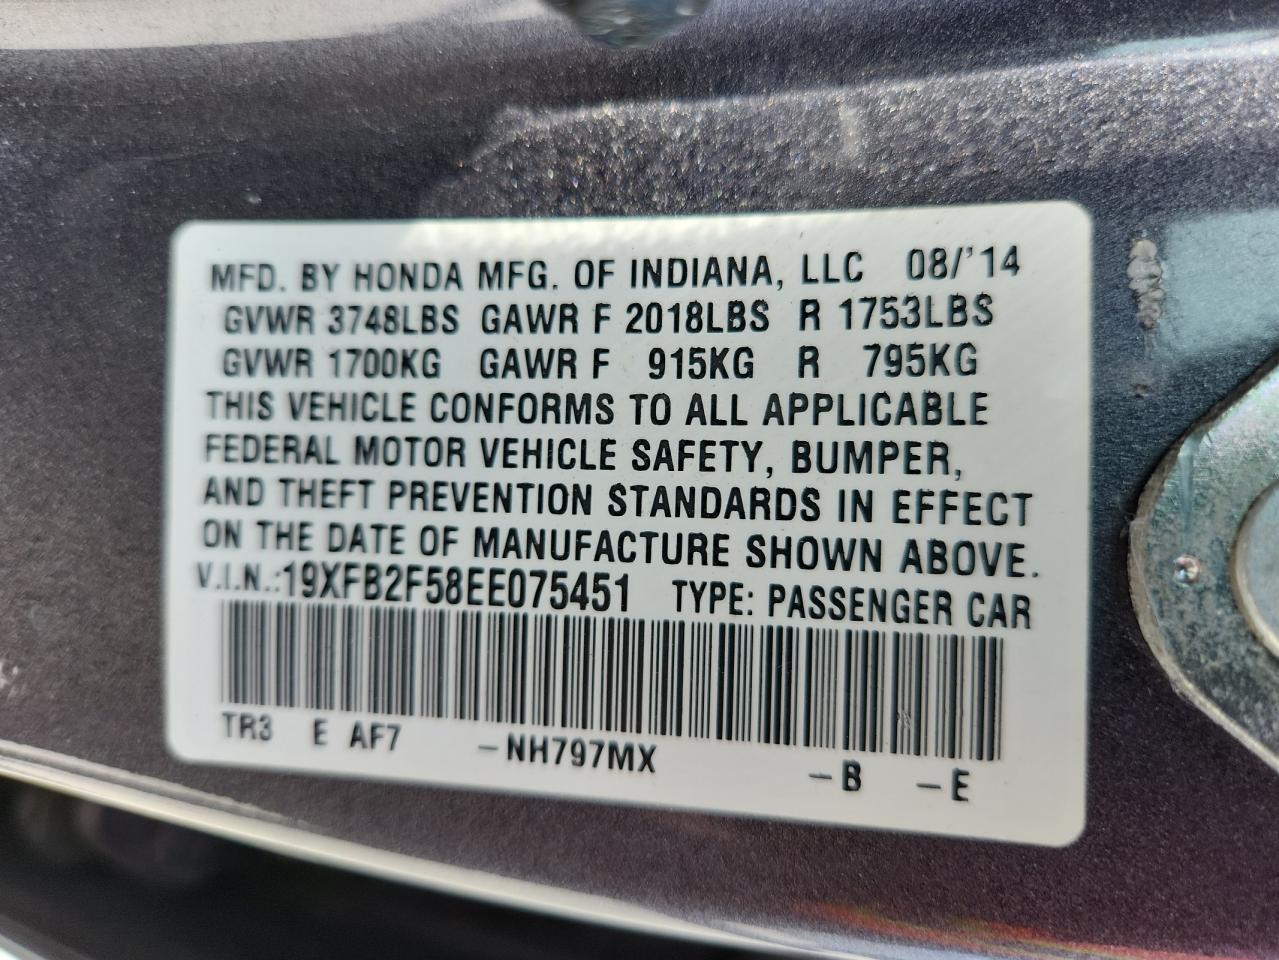 MFD. BY HONDA MFG. OF INDIANA, LLC 08/'14
GVWR 3748LBS GAWR F 2018LBS R 1753LBS
GVWR 1700KG GAWR F 915KG R 795KG
THIS VEHICLE CONFORMS TO ALL APPLICABLE
FEDERAL MOTOR VEHICLE SAFETY, BUMPER,
AND THEFT PREVENTION STANDARDS IN EFFECT
ON THE DATE OF MANUFACTURE SHOWN ABOVE.
V.I.N.:19XFB2F58EE075451 TYPE: PASSENGER CAR
TR3 E AF7 -NH797MX -B -E